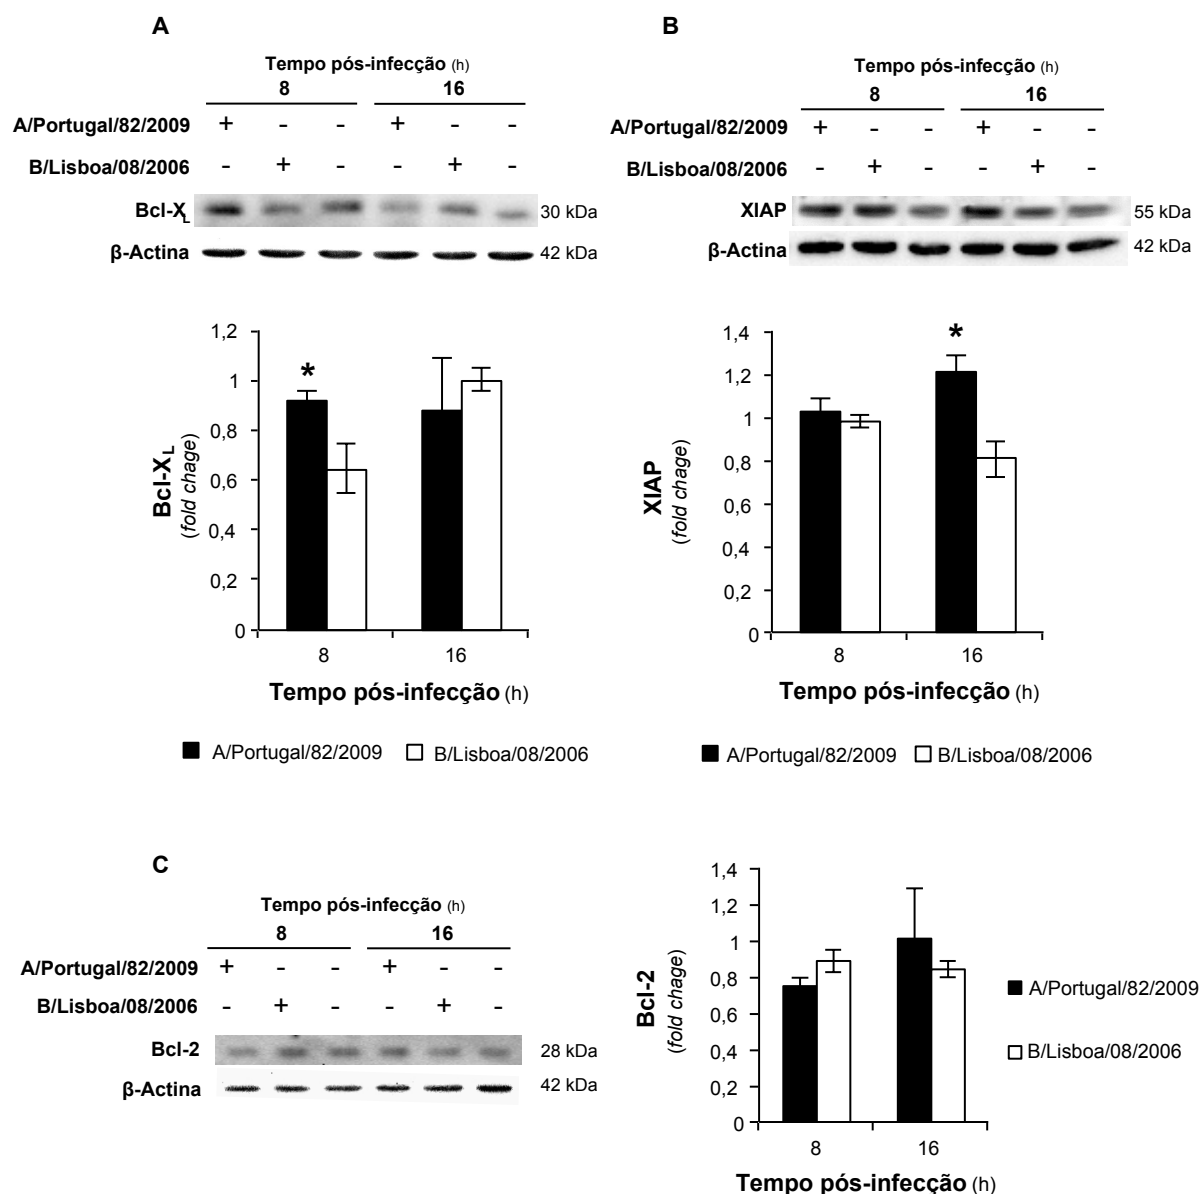 A
Tempo pós-infecção (h)
8 16
A/Portugal/82/2009 + - - + - -
B/Lisboa/08/2006 - + - - + -
Bcl-XL 30 kDa
β-Actina 42 kDa
1,2
1
0,8
0,6
0,4
0,2
0
Bcl-XL
(fold chage)
*
8 16
Tempo pós-infecção (h)
A/Portugal/82/2009 B/Lisboa/08/2006
B
Tempo pós-infecção (h)
8 16
A/Portugal/82/2009 + - - + - -
B/Lisboa/08/2006 - + - - + -
XIAP 55 kDa
β-Actina 42 kDa
1,4
1,2
1
0,8
0,6
0,4
0,2
0
XIAP
(fold chage)
*
8 16
Tempo pós-infecção (h)
A/Portugal/82/2009 B/Lisboa/08/2006
C
Tempo pós-infecção (h)
8 16
A/Portugal/82/2009 + - - + - -
B/Lisboa/08/2006 - + - - + -
Bcl-2 28 kDa
β-Actina 42 kDa
1,4
1,2
1
0,8
0,6
0,4
0,2
0
Bcl-2
(fold chage)
8 16
Tempo pós-infecção (h)
A/Portugal/82/2009
B/Lisboa/08/2006